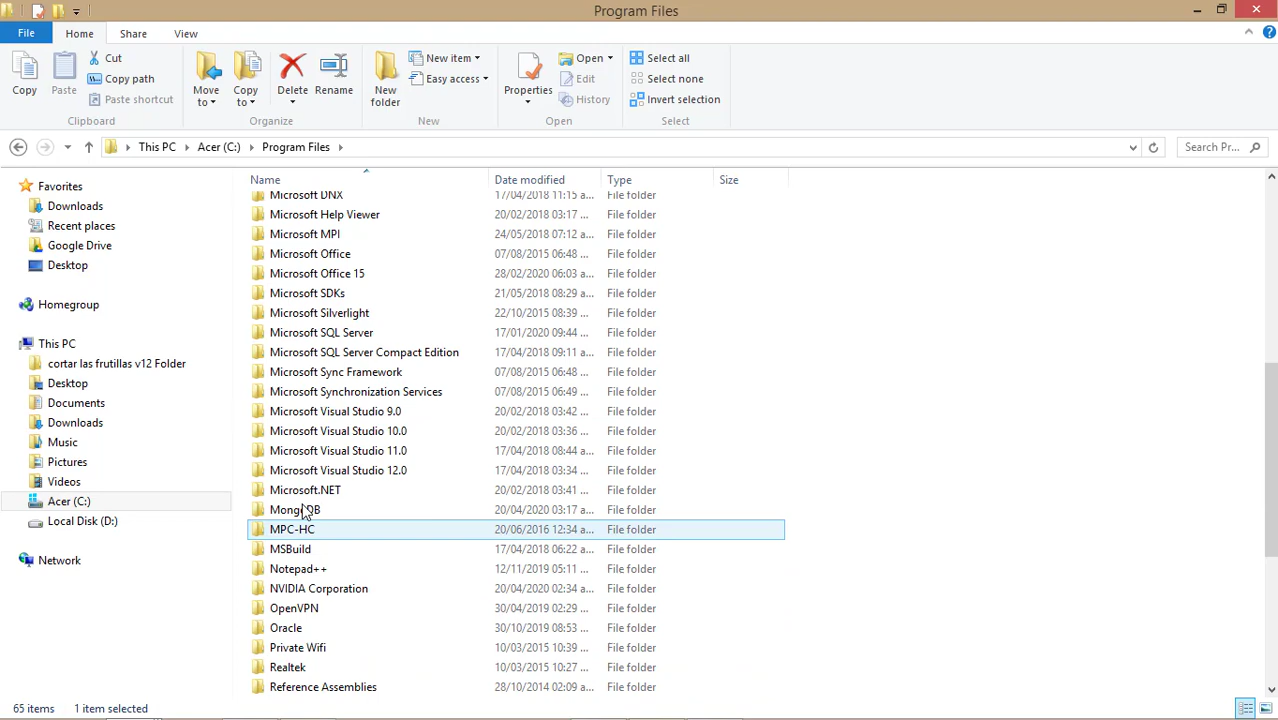 Program Files
File
Home
Share
View
Copy
Paste
Cut
Copy path
Paste shortcut
Clipboard
Move to
Copy to
Delete
Rename
Organize
New folder
New item
Easy access
New
Properties
Open
Edit
History
Open
Select all
Select none
Invert selection
Select
This PC
Acer (C:)
Program Files
Search Pr...
Favorites
Downloads
Recent places
Google Drive
Desktop
Homegroup
This PC
cortar las frutillas v12 Folder
Desktop
Documents
Downloads
Music
Pictures
Videos
Acer (C:)
Local Disk (D:)
Network
Name Date modified Type Size
Microsoft DNX 17/04/2018 11:15 a... File folder
Microsoft Help Viewer 20/02/2018 03:17 ... File folder
Microsoft MPI 24/05/2018 07:12 a... File folder
Microsoft Office 07/08/2015 06:48 ... File folder
Microsoft Office 15 28/02/2020 06:03 a... File folder
Microsoft SDKs 21/05/2018 08:29 a... File folder
Microsoft Silverlight 22/10/2015 08:39 ... File folder
Microsoft SQL Server 17/01/2020 09:44 ... File folder
Microsoft SQL Server Compact Edition 17/04/2018 09:11 a... File folder
Microsoft Sync Framework 07/08/2015 06:48 ... File folder
Microsoft Synchronization Services 07/08/2015 06:49 ... File folder
Microsoft Visual Studio 9.0 20/02/2018 03:42 ... File folder
Microsoft Visual Studio 10.0 20/02/2018 03:36 ... File folder
Microsoft Visual Studio 11.0 17/04/2018 08:44 a... File folder
Microsoft Visual Studio 12.0 17/04/2018 03:34 ... File folder
Microsoft.NET 20/02/2018 03:41 ... File folder
MongoDB 20/04/2020 03:17 ... File folder
MPC-HC 20/06/2016 12:34 a... File folder
MSBuild 17/04/2018 06:22 ... File folder
Notepad++ 12/11/2019 05:11 ... File folder
NVIDIA Corporation 20/04/2020 02:34 ... File folder
OpenVPN 30/04/2019 02:29 ... File folder
Oracle 30/10/2019 08:53 ... File folder
Private Wifi 10/03/2015 10:39 ... File folder
Realtek 10/03/2015 10:27 ... File folder
Reference Assemblies 28/10/2014 02:09 a... File folder
65 items 1 item selected